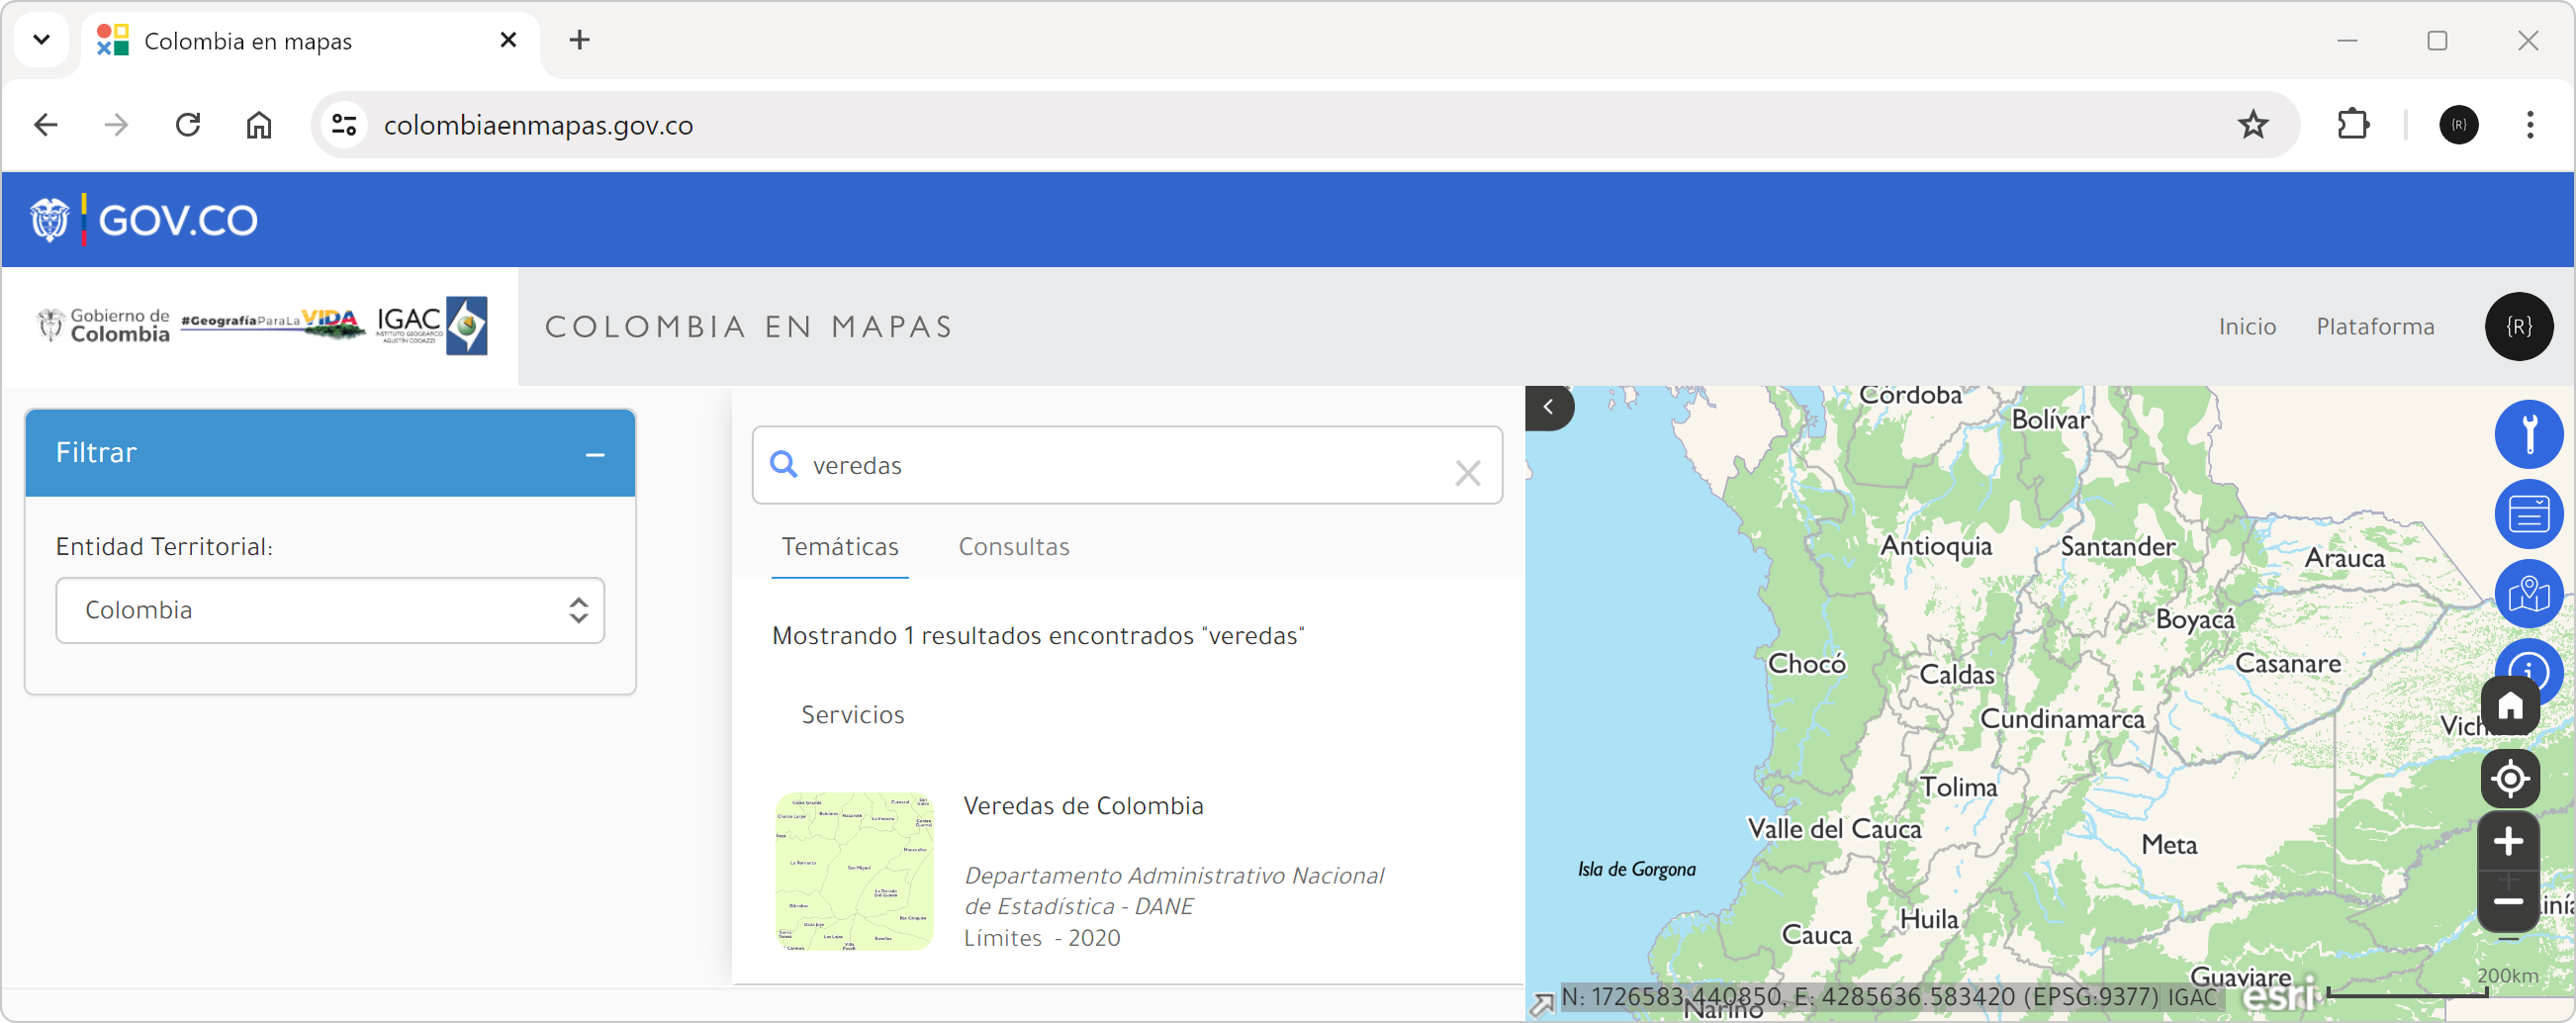 Colombia en mapas
colombiaenmapas.gov.co
{R}
GOV.CO
Gobierno de
Colombia
#GeografíaParaLa VIDA
IGAC
INSTITUTO GEOGRÁFICO
AGUSTÍN CODAZZI
COLOMBIA EN MAPAS
Inicio
Plataforma
{R}
Filtrar
Entidad Territorial:
Colombia
veredas
Temáticas
Consultas
Mostrando 1 resultados encontrados "veredas"
Servicios
Veredas de Colombia
Departamento Administrativo Nacional
de Estadística - DANE
Límites - 2020
Córdoba
Bolívar
Antioquia
Santander
Arauca
Boyacá
Chocó
Caldas
Casanare
Cundinamarca
Tolima
Valle del Cauca
Meta
Isla de Gorgona
Huila
Cauca
Guaviare
Nariño
N: 1726583.440850, E: 4285636.583420 (EPSG:9377) IGAC
esri
200km